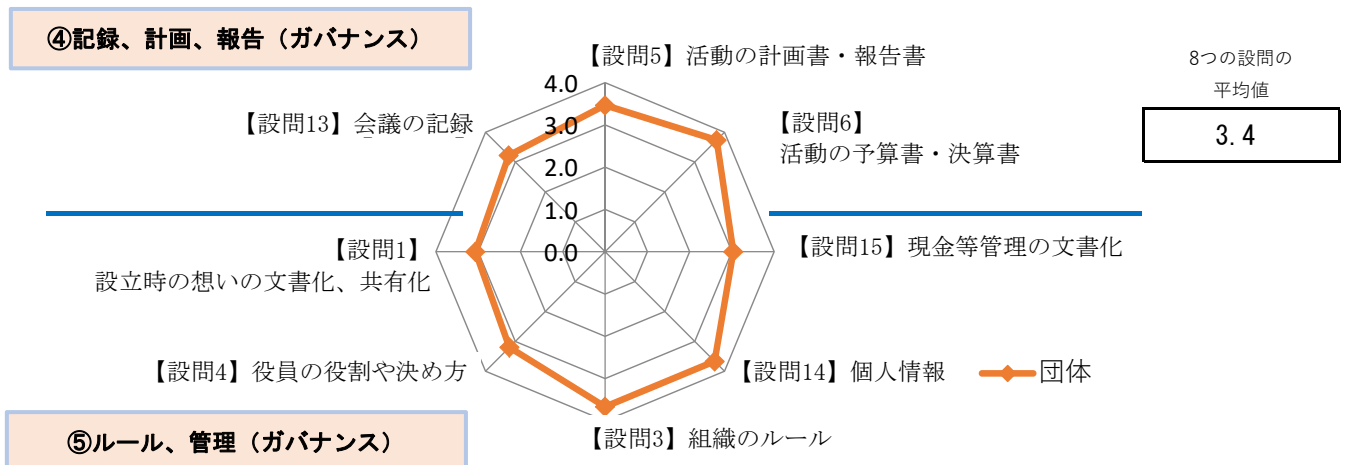 ④記録、計画、報告（ガバナンス）
【設問5】活動の計画書・報告書
8つの設問の
平均値
3.4
4.0
3.0
2.0
1.0
0.0
【設問13】会議の記録
【設問6】
活動の予算書・決算書
【設問1】
設立時の想いの文書化、共有化
【設問15】現金等管理の文書化
【設問4】役員の役割や決め方
【設問14】個人情報
団体
【設問3】組織のルール
⑤ルール、管理（ガバナンス）